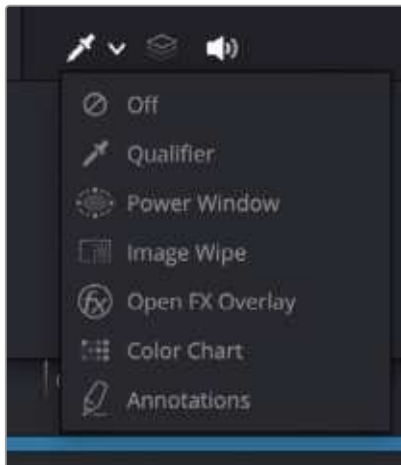 Off
Qualifier
Power Window
Image Wipe
Open FX Overlay
Color Chart
Annotations